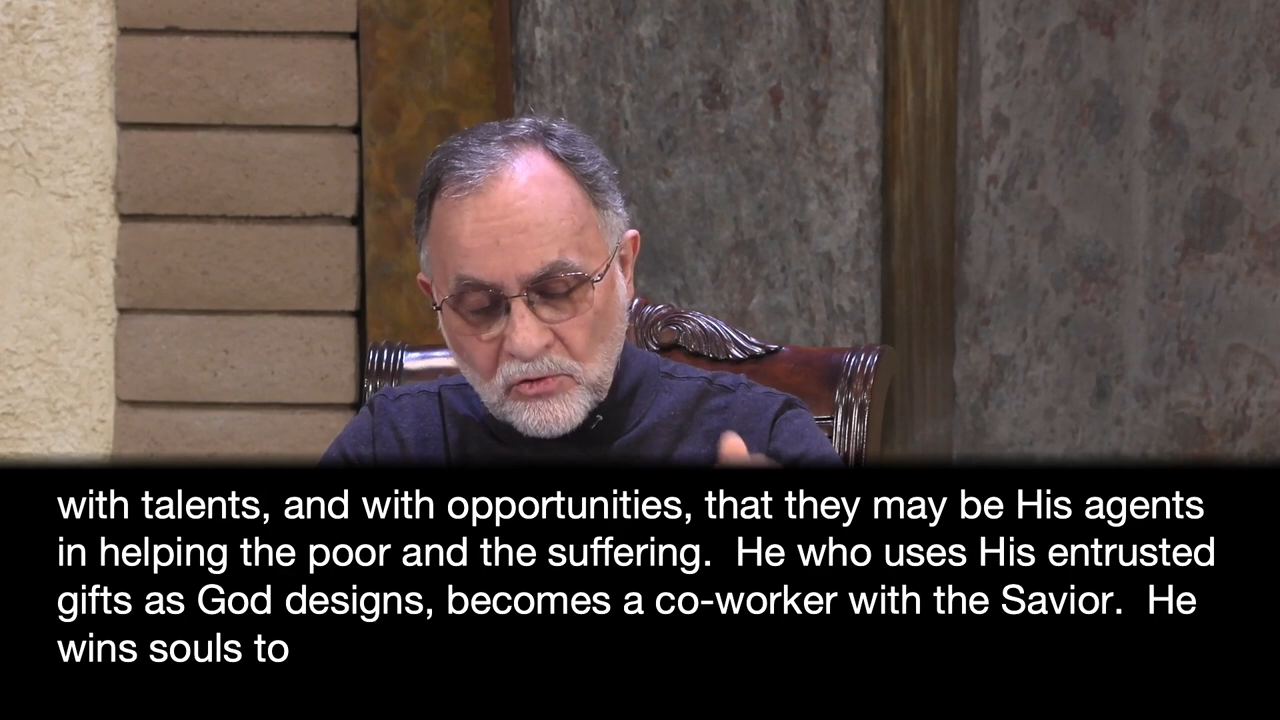 with talents, and with opportunities, that they may be His agents
in helping the poor and the suffering.  He who uses His entrusted
gifts as God designs, becomes a co-worker with the Savior.  He
wins souls to